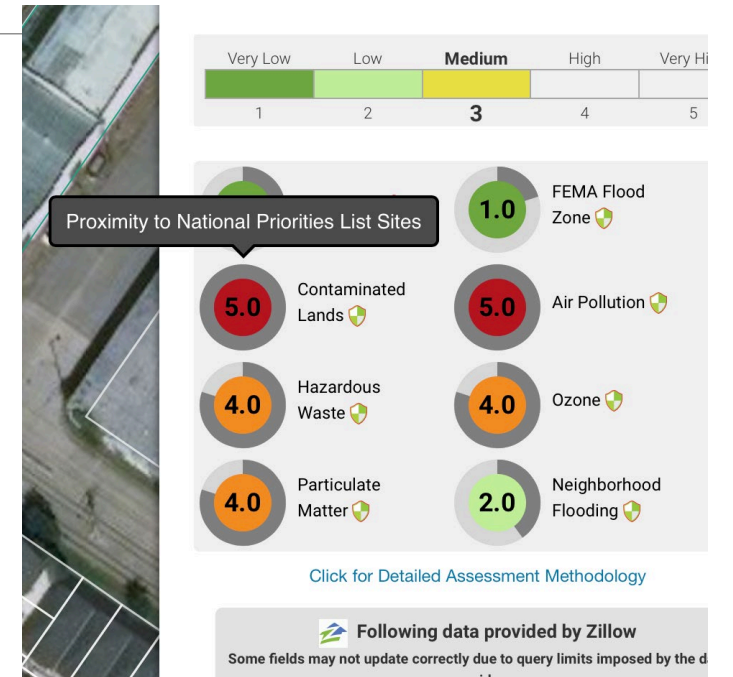 Very Low Low Medium High Very Hi
1 2 3 4 5
Proximity to National Priorities List Sites
1.0 FEMA Flood
Zone
5.0 Contaminated
Lands
5.0 Air Pollution
4.0 Hazardous
Waste
4.0 Ozone
4.0 Particulate
Matter
2.0 Neighborhood
Flooding
Click for Detailed Assessment Methodology
Following data provided by Zillow
Some fields may not update correctly due to query limits imposed by the da